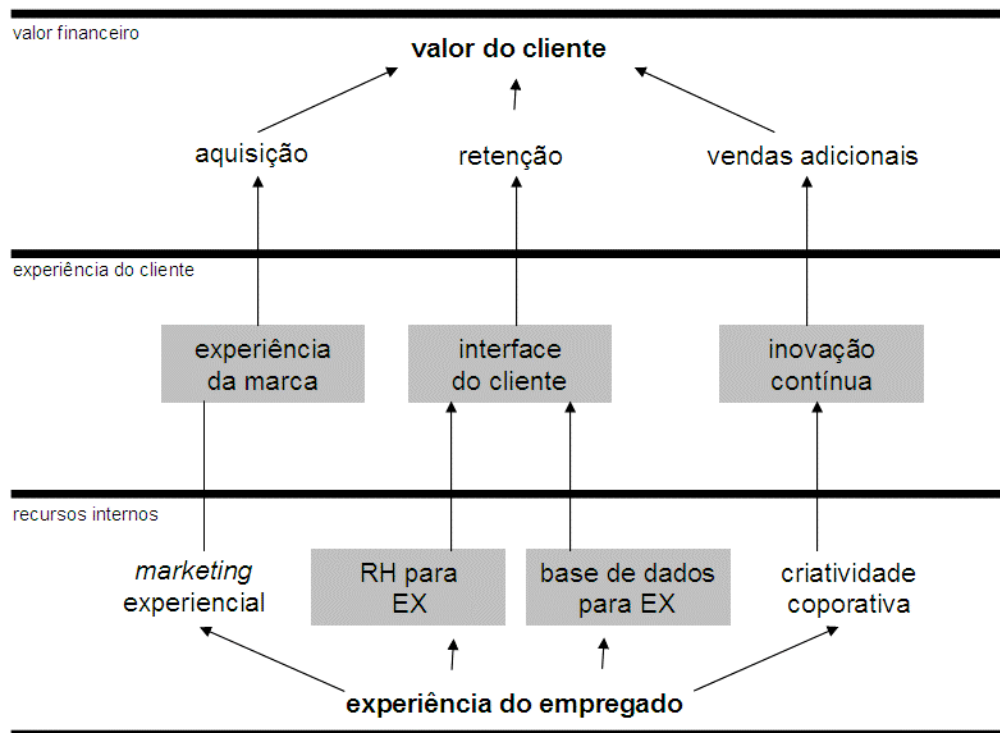 valor financeiro
valor do cliente
aquisição
retenção
vendas adicionais
experiência do cliente
experiência
da marca
interface
do cliente
inovação
contínua
recursos internos
marketing
experiencial
RH para
EX
base de dados
para EX
criatividade
coporativa
experiência do empregado